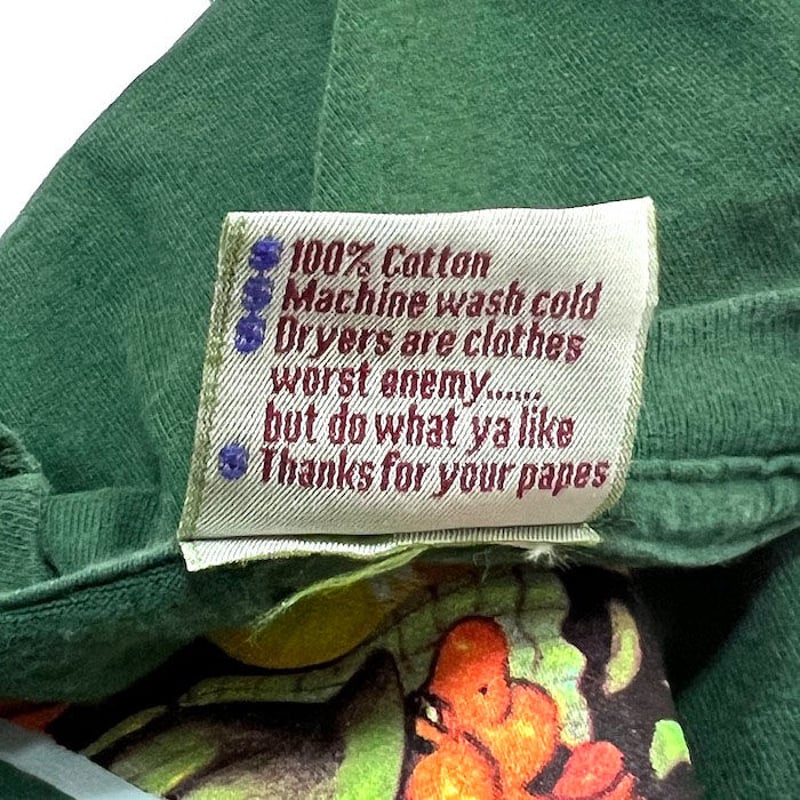 100% Cotton
Machine wash cold
Dryers are clothes
worst enemy......
but do what ya like
Thanks for your papes